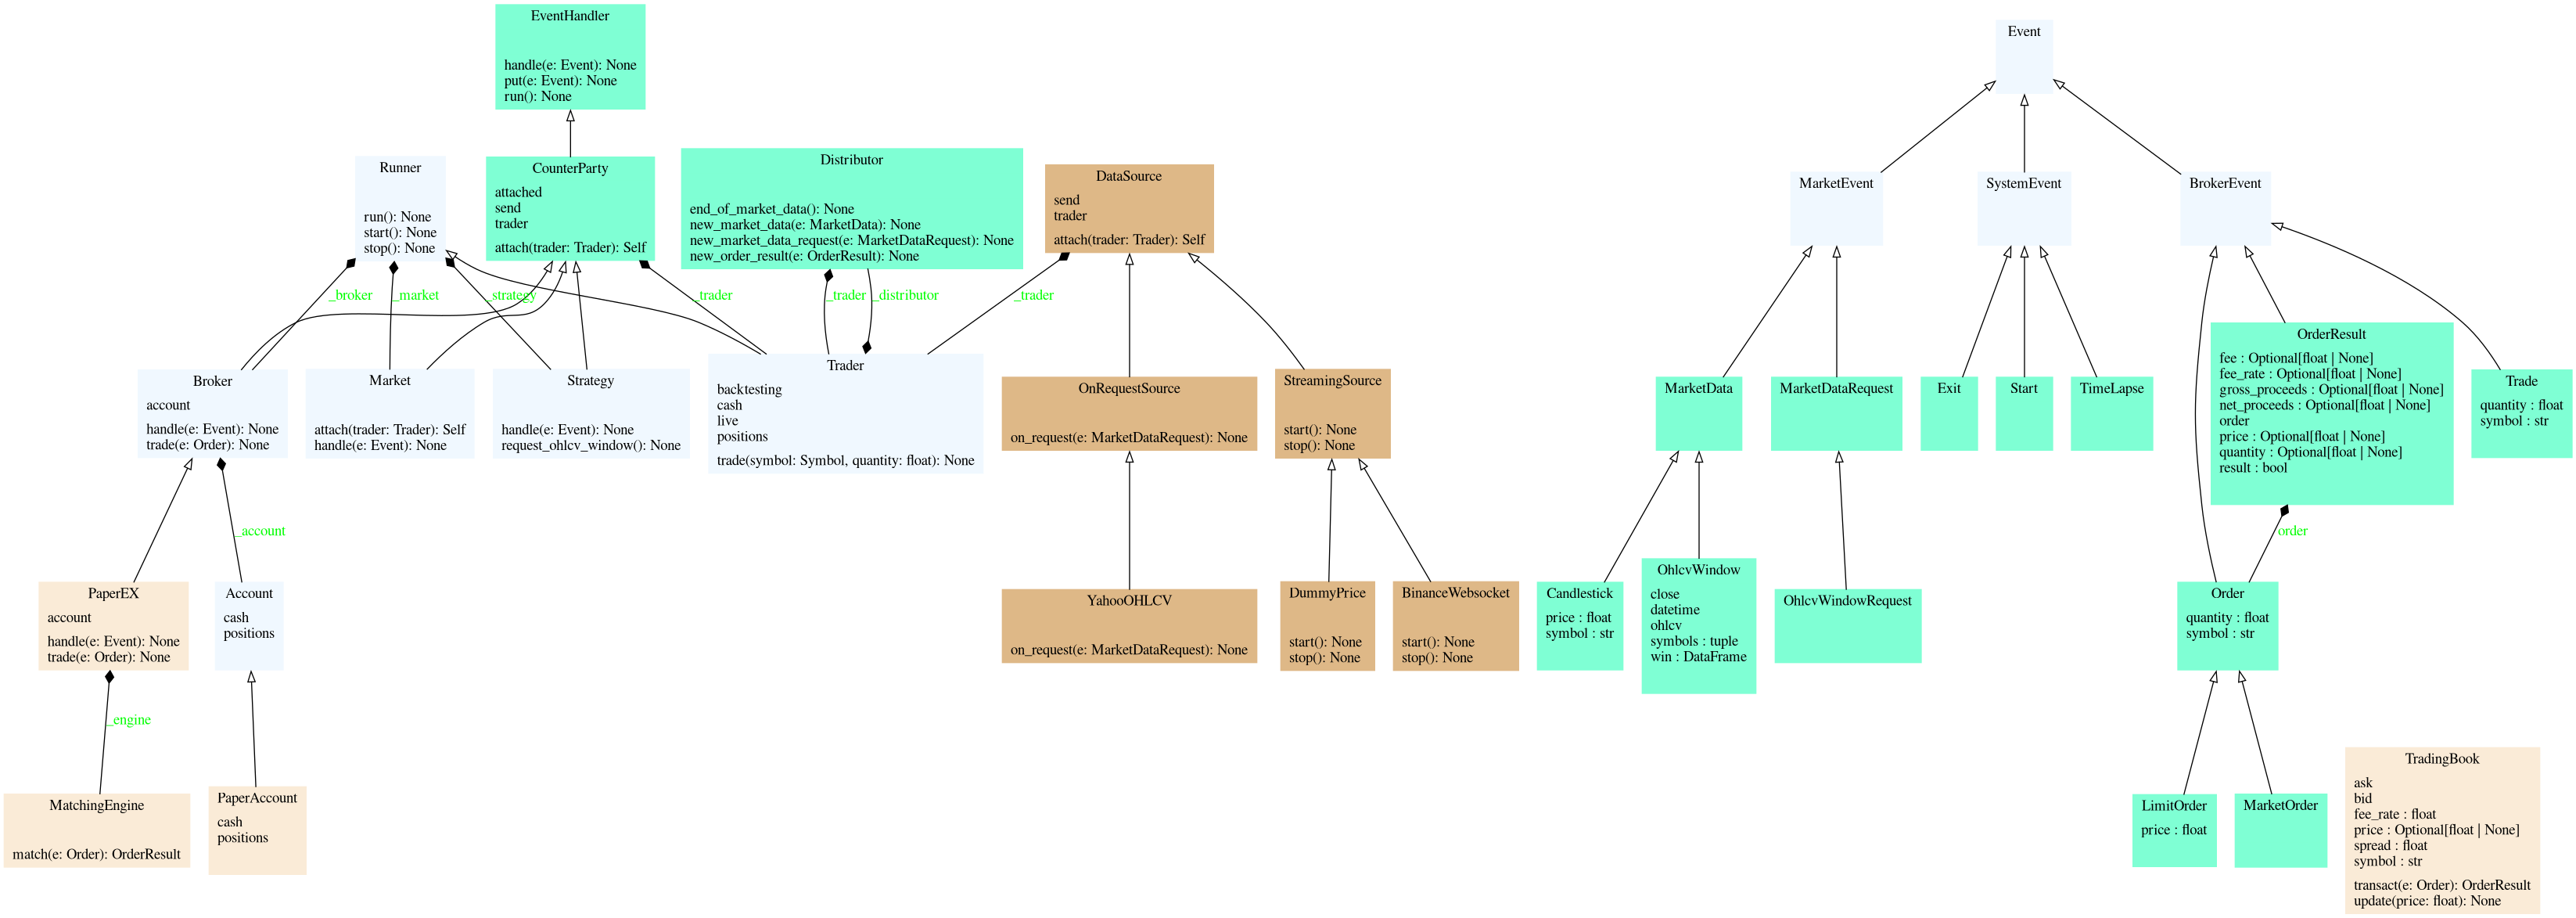 EventHandler
handle(e: Event): None
put(e: Event): None
run(): None
Event
Runner
run(): None
start(): None
stop(): None
CounterParty
attached
send
trader
attach(trader: Trader): Self
Distributor
end_of_market_data(): None
new_market_data(e: MarketData): None
new_market_data_request(e: MarketDataRequest): None
new_order_result(e: OrderResult): None
DataSource
send
trader
attach(trader: Trader): Self
MarketEvent
SystemEvent
BrokerEvent
_broker
_market
_strategy
_trader
_trader
_distributor
_trader
Broker
account
handle(e: Event): None
trade(e: Order): None
Market
attach(trader: Trader): Self
handle(e: Event): None
Strategy
handle(e: Event): None
request_ohlcv_window(): None
Trader
backtesting
cash
live
positions
trade(symbol: Symbol, quantity: float): None
OnRequestSource
on_request(e: MarketDataRequest): None
StreamingSource
start(): None
stop(): None
MarketData
MarketDataRequest
Exit
Start
TimeLapse
OrderResult
fee : Optional[float | None]
fee_rate : Optional[float | None]
gross_proceeds : Optional[float | None]
net_proceeds : Optional[float | None]
order
price : Optional[float | None]
quantity : Optional[float | None]
result : bool
Trade
quantity : float
symbol : str
_account
order
PaperEX
account
handle(e: Event): None
trade(e: Order): None
Account
cash
positions
YahooOHLCV
on_request(e: MarketDataRequest): None
DummyPrice
start(): None
stop(): None
BinanceWebsocket
start(): None
stop(): None
Candlestick
price : float
symbol : str
OhlcvWindow
close
datetime
ohlcv
symbols : tuple
win : DataFrame
OhlcvWindowRequest
Order
quantity : float
symbol : str
_engine
MatchingEngine
match(e: Order): OrderResult
PaperAccount
cash
positions
LimitOrder
price : float
MarketOrder
TradingBook
ask
bid
fee_rate : float
price : Optional[float | None]
spread : float
symbol : str
transact(e: Order): OrderResult
update(price: float): None